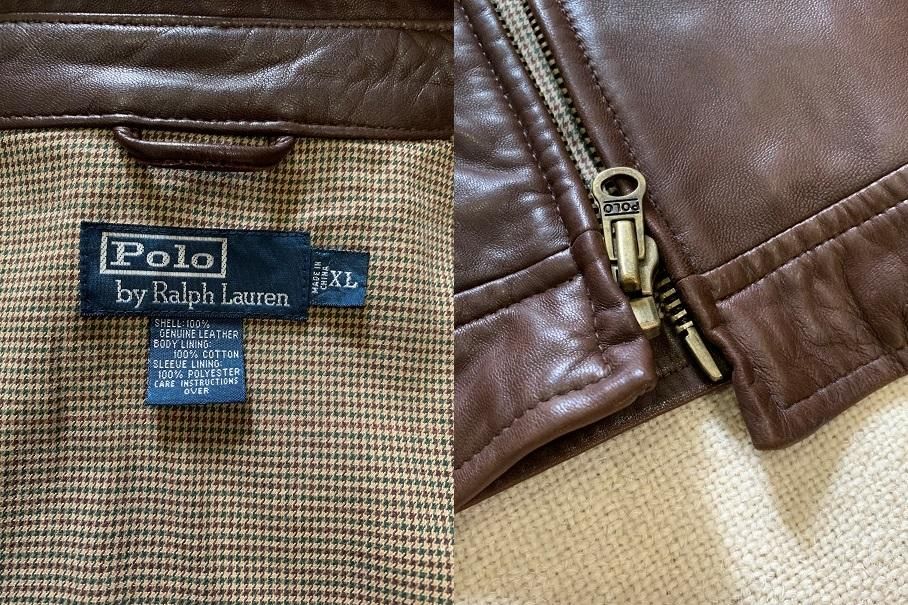 Polo
by Ralph Lauren
MADE IN
CHINA
XL
SHELL: 100%
GENUINE LEATHER
BODY LINING:
100% COTTON
SLEEVE LINING:
100% POLYESTER
CARE INSTRUCTIONS
OVER
POLO